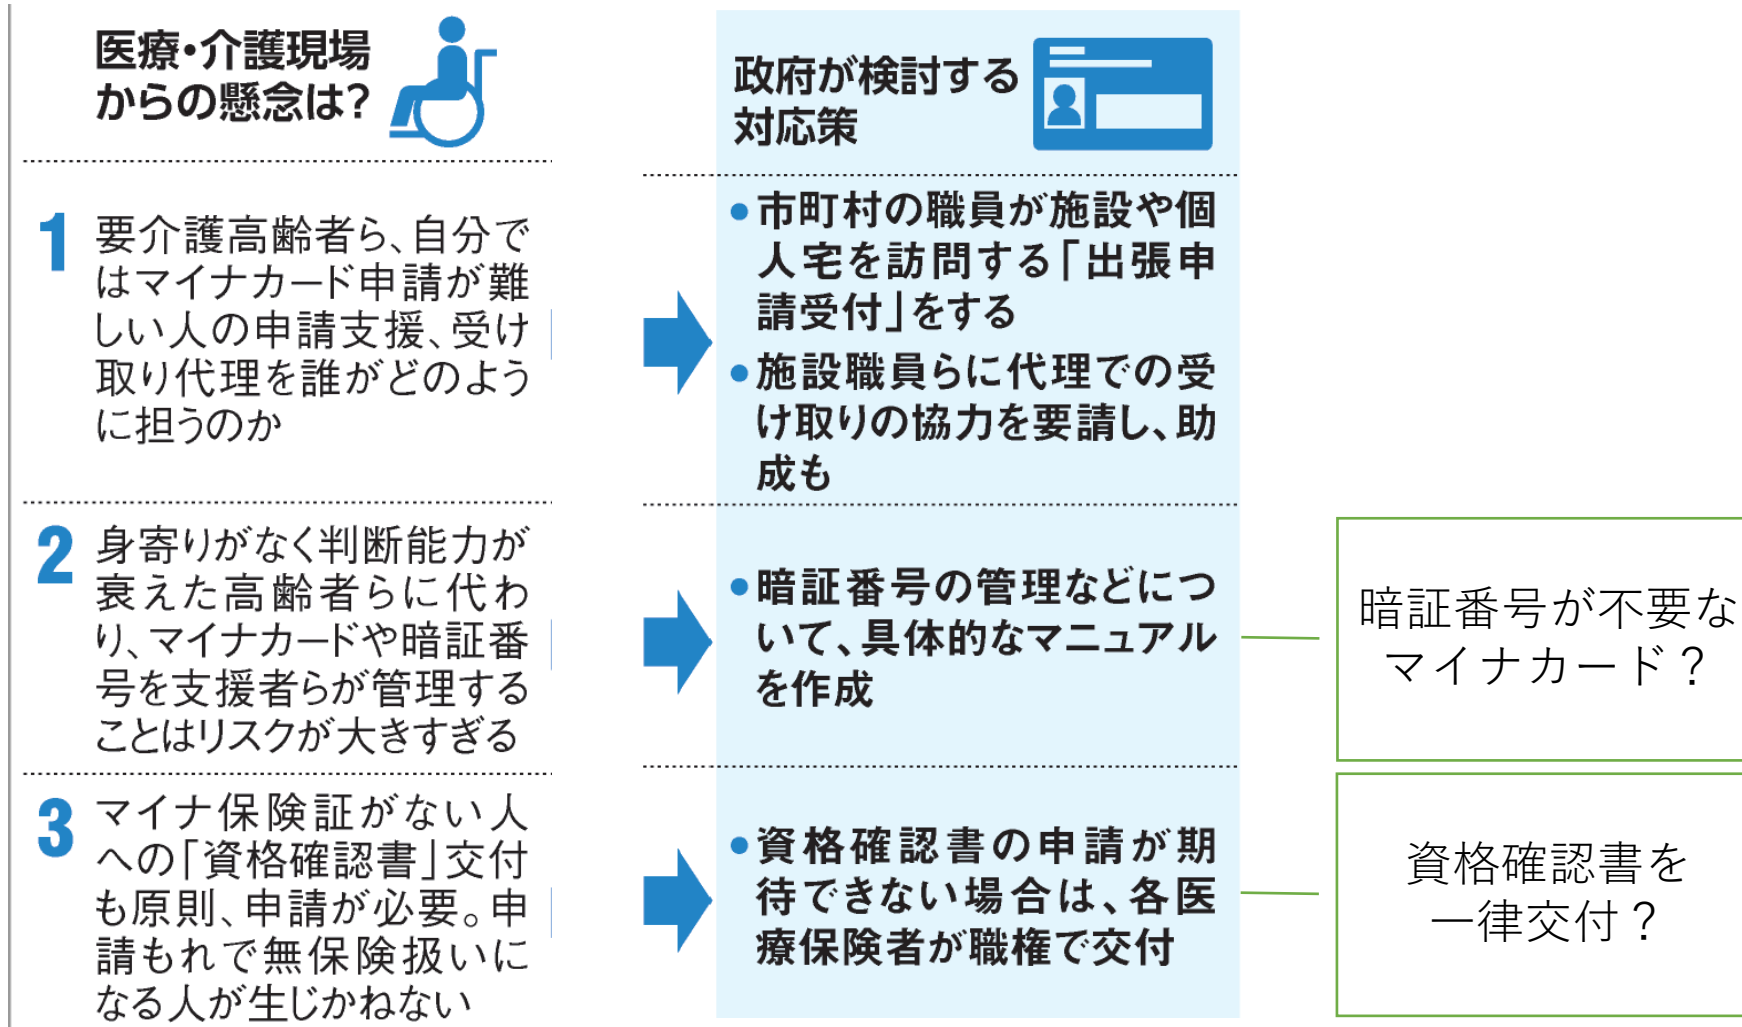 医療・介護現場
からの懸念は?
政府が検討する
対応策
1
要介護高齢者ら、自分で
はマイナカード申請が難
しい人の申請支援、受け
取り代理を誰がどのよう
に担うのか
●市町村の職員が施設や個
人宅を訪問する「出張申
請受付」をする
●施設職員らに代理での受
け取りの協力を要請し、助
成も
2
身寄りがなく判断能力が
衰えた高齢者らに代わ
り、マイナカードや暗証番
号を支援者らが管理する
ことはリスクが大きすぎる
●暗証番号の管理などにつ
いて、具体的なマニュアル
を作成
暗証番号が不要な
マイナカード?
3
マイナ保険証がない人
への「資格確認書」交付
も原則、申請が必要。申
請もれで無保険扱いに
なる人が生じかねない
●資格確認書の申請が期
待できない場合は、各医
療保険者が職権で交付
資格確認書を
一律交付?